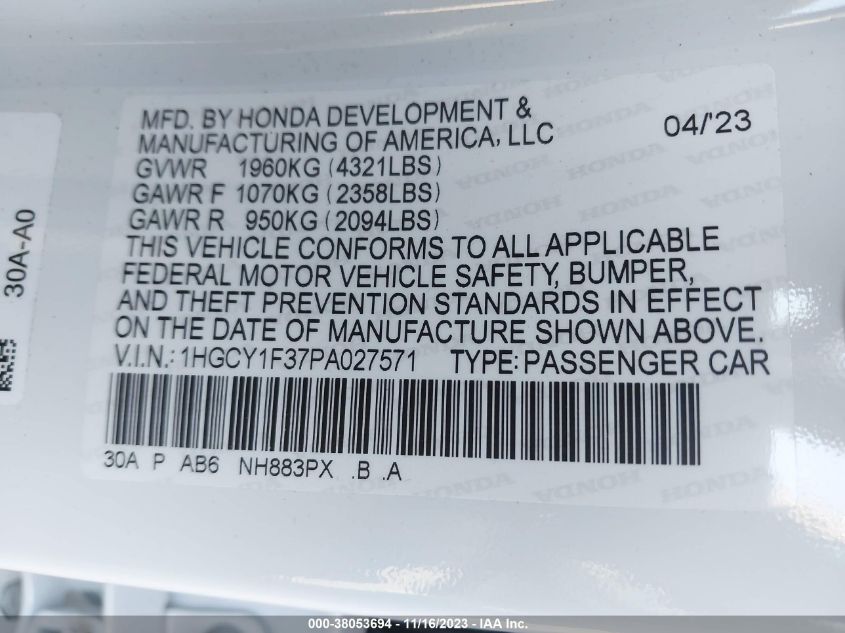 MFD. BY HONDA DEVELOPMENT &
MANUFACTURING OF AMERICA, LLC 04/'23
GVWR 1960KG (4321LBS)
GAWR F 1070KG (2358LBS)
GAWR R 950KG (2094LBS)
THIS VEHICLE CONFORMS TO ALL APPLICABLE
FEDERAL MOTOR VEHICLE SAFETY, BUMPER,
AND THEFT PREVENTION STANDARDS IN EFFECT
ON THE DATE OF MANUFACTURE SHOWN ABOVE.
V.I.N.: 1HGCY1F37PA027571 TYPE: PASSENGER CAR
30A P AB6 NH883PX .B .A
30A-A0
000-38053694 - 11/16/2023 - IAA Inc.